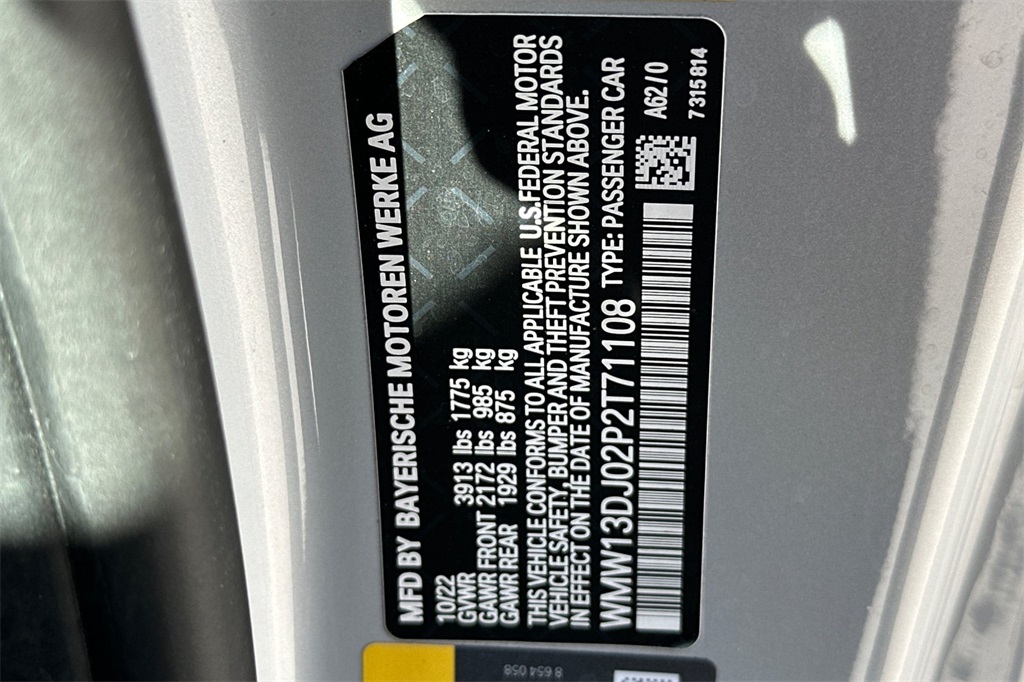 MFD BY BAYERISCHE MOTOREN WERKE AG
10/22
GVWR 3913 lbs 1775 kg
GAWR FRONT 2172 lbs 985 kg
GAWR REAR 1929 lbs 875 kg
THIS VEHICLE CONFORMS TO ALL APPLICABLE U.S.FEDERAL MOTOR
VEHICLE SAFETY, BUMPER AND THEFT PREVENTION STANDARDS
IN EFFECT ON THE DATE OF MANUFACTURE SHOWN ABOVE.
WMW13DJ02P2T71108 TYPE: PASSENGER CAR
A62/0
7315814
8 654 058